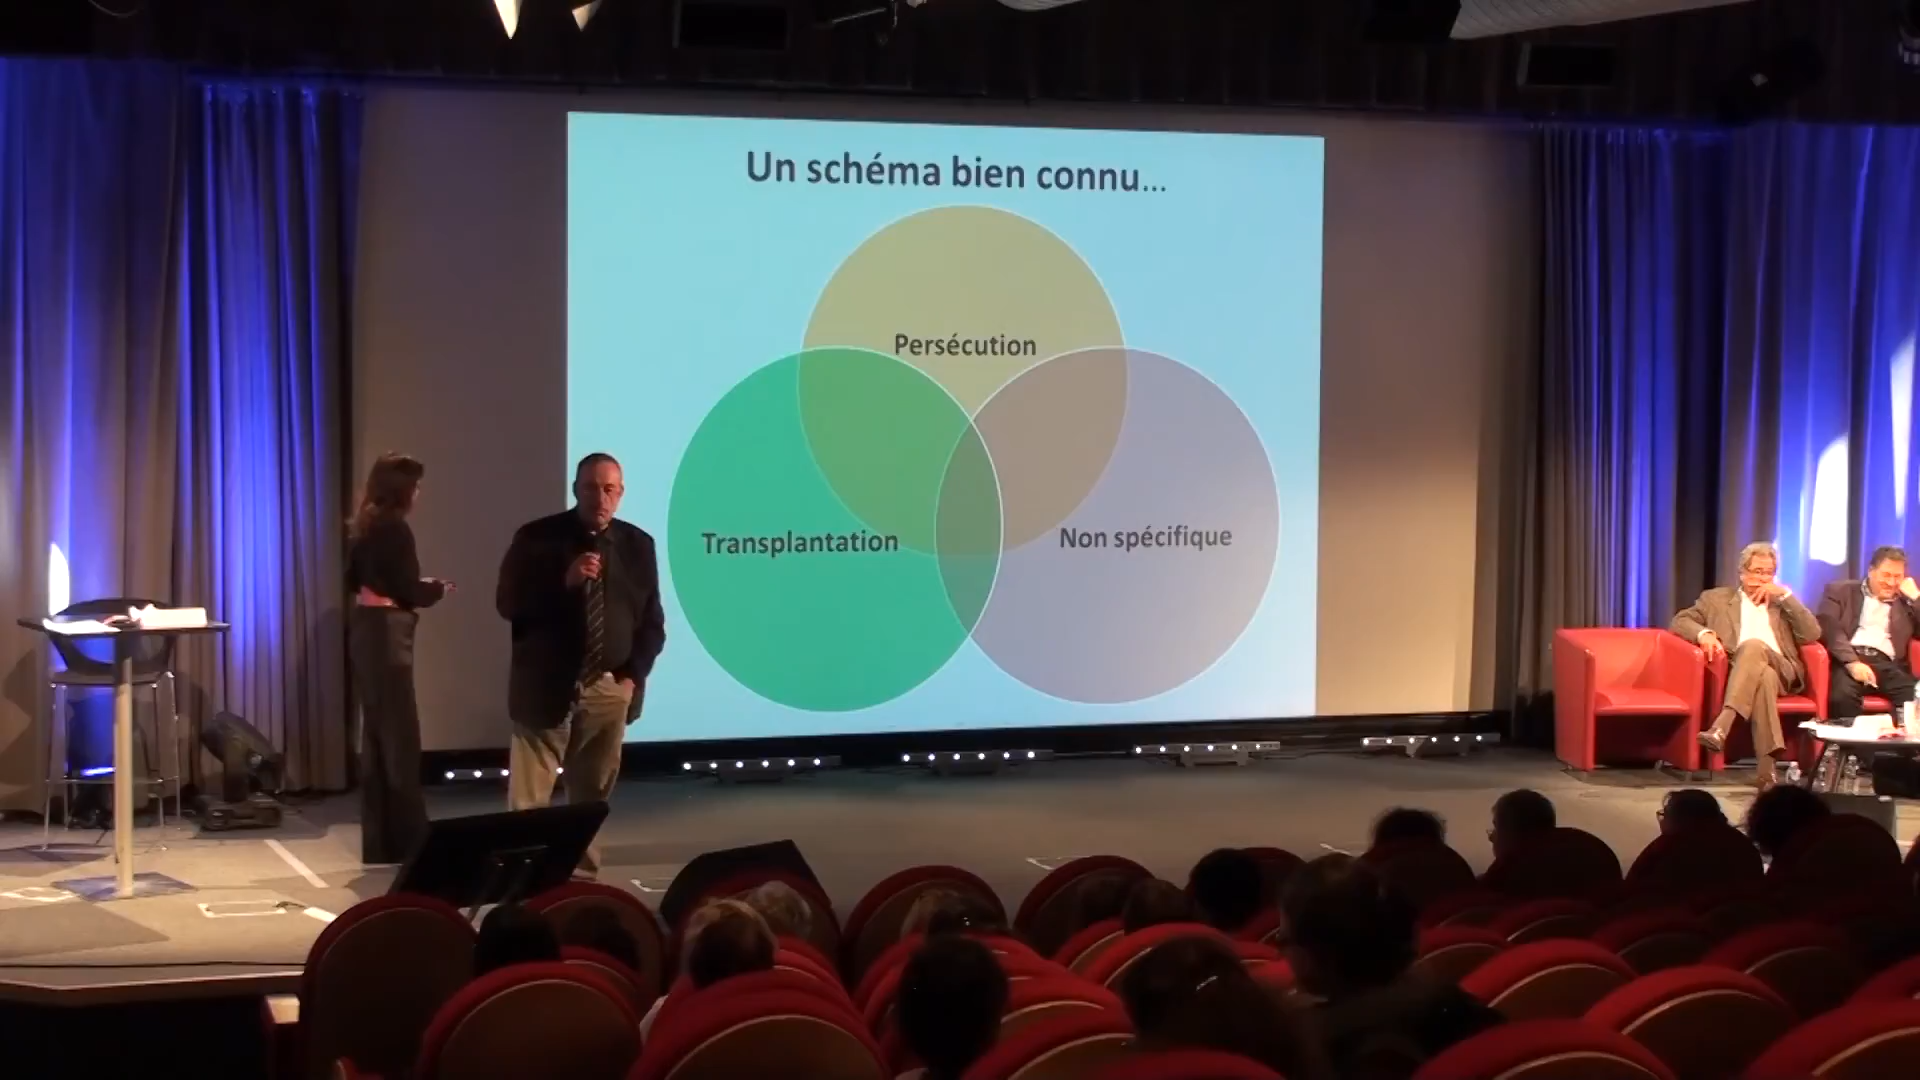 Un schéma bien connu...
Persécution
Transplantation
Non spécifique